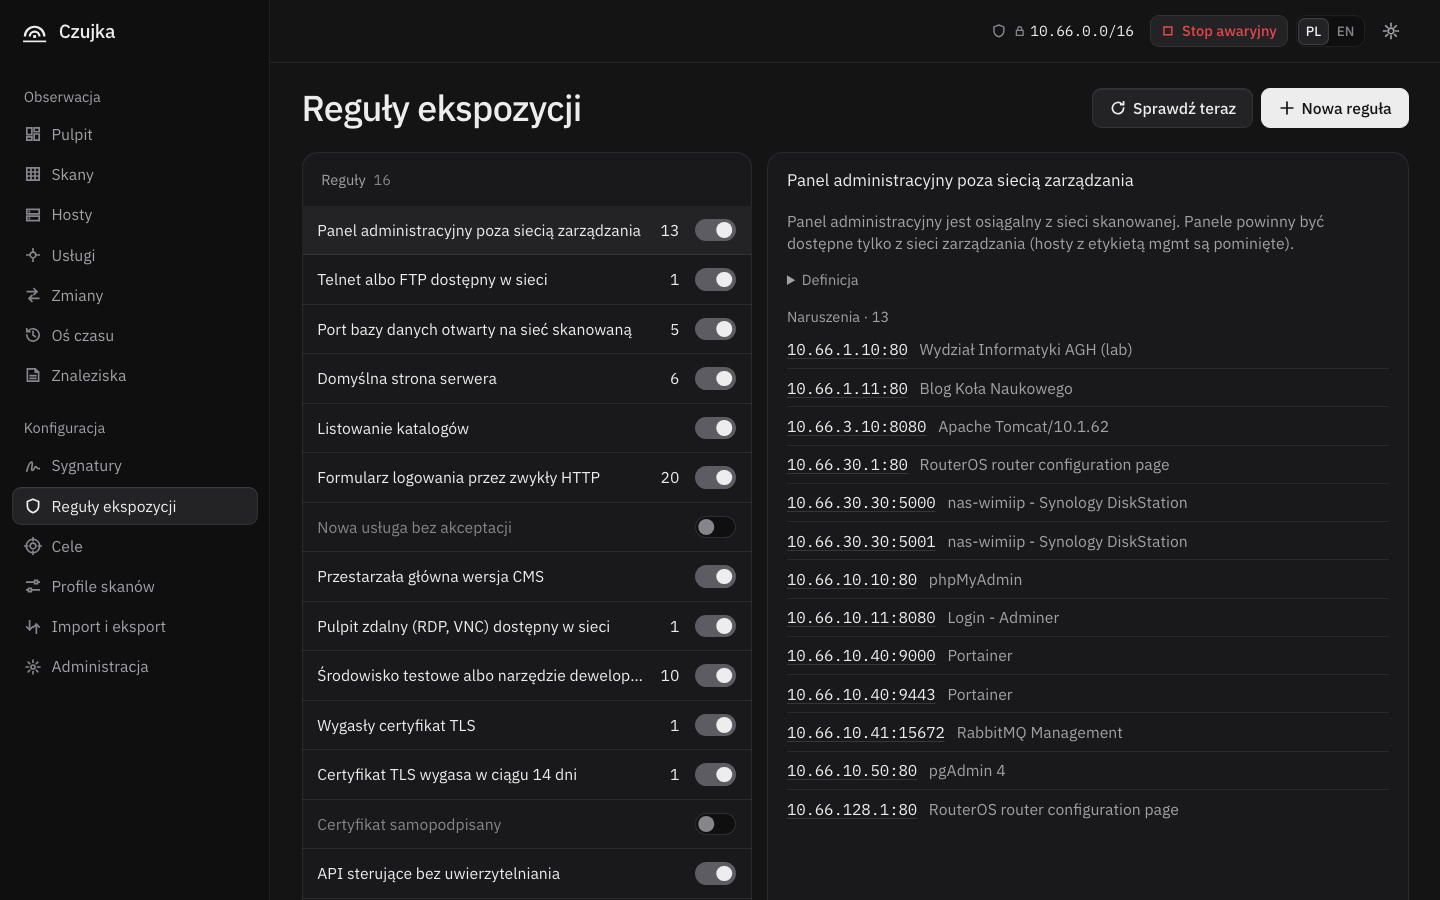 Czujka
10.66.0.0/16
Stop awaryjny
PL EN
Obserwacja
Pulpit
Skany
Hosty
Usługi
Zmiany
Oś czasu
Znaleziska
Konfiguracja
Sygnatury
Reguły ekspozycji
Cele
Profile skanów
Import i eksport
Administracja
Reguły ekspozycji
Sprawdź teraz
Nowa reguła
Reguły 16
Panel administracyjny poza siecią zarządzania 13
Telnet albo FTP dostępny w sieci 1
Port bazy danych otwarty na sieć skanowaną 5
Domyślna strona serwera 6
Listowanie katalogów
Formularz logowania przez zwykły HTTP 20
Nowa usługa bez akceptacji
Przestarzała główna wersja CMS
Pulpit zdalny (RDP, VNC) dostępny w sieci 1
Środowisko testowe albo narzędzie dewelop... 10
Wygasły certyfikat TLS 1
Certyfikat TLS wygasa w ciągu 14 dni 1
Certyfikat samopodpisany
API sterujące bez uwierzytelniania
Panel administracyjny poza siecią zarządzania
Panel administracyjny jest osiągalny z sieci skanowanej. Panele powinny być
dostępne tylko z sieci zarządzania (hosty z etykietą mgmt są pominięte).
Definicja
Naruszenia · 13
10.66.1.10:80 Wydział Informatyki AGH (lab)
10.66.1.11:80 Blog Koła Naukowego
10.66.3.10:8080 Apache Tomcat/10.1.62
10.66.30.1:80 RouterOS router configuration page
10.66.30.30:5000 nas-wimiip - Synology DiskStation
10.66.30.30:5001 nas-wimiip - Synology DiskStation
10.66.10.10:80 phpMyAdmin
10.66.10.11:8080 Login - Adminer
10.66.10.40:9000 Portainer
10.66.10.40:9443 Portainer
10.66.10.41:15672 RabbitMQ Management
10.66.10.50:80 pgAdmin 4
10.66.128.1:80 RouterOS router configuration page